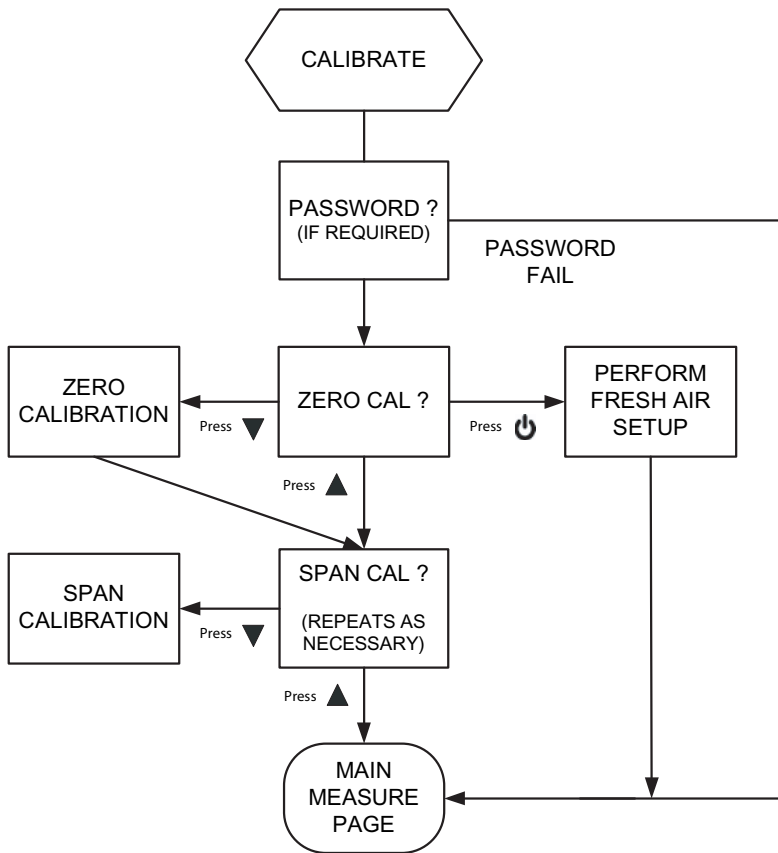 CALIBRATE
PASSWORD ?
(IF REQUIRED)
PASSWORD
FAIL
ZERO
CALIBRATION
Press
ZERO CAL ?
Press
PERFORM
FRESH AIR
SETUP
Press
SPAN
CALIBRATION
Press
SPAN CAL ?
(REPEATS AS
NECESSARY)
Press
MAIN
MEASURE
PAGE